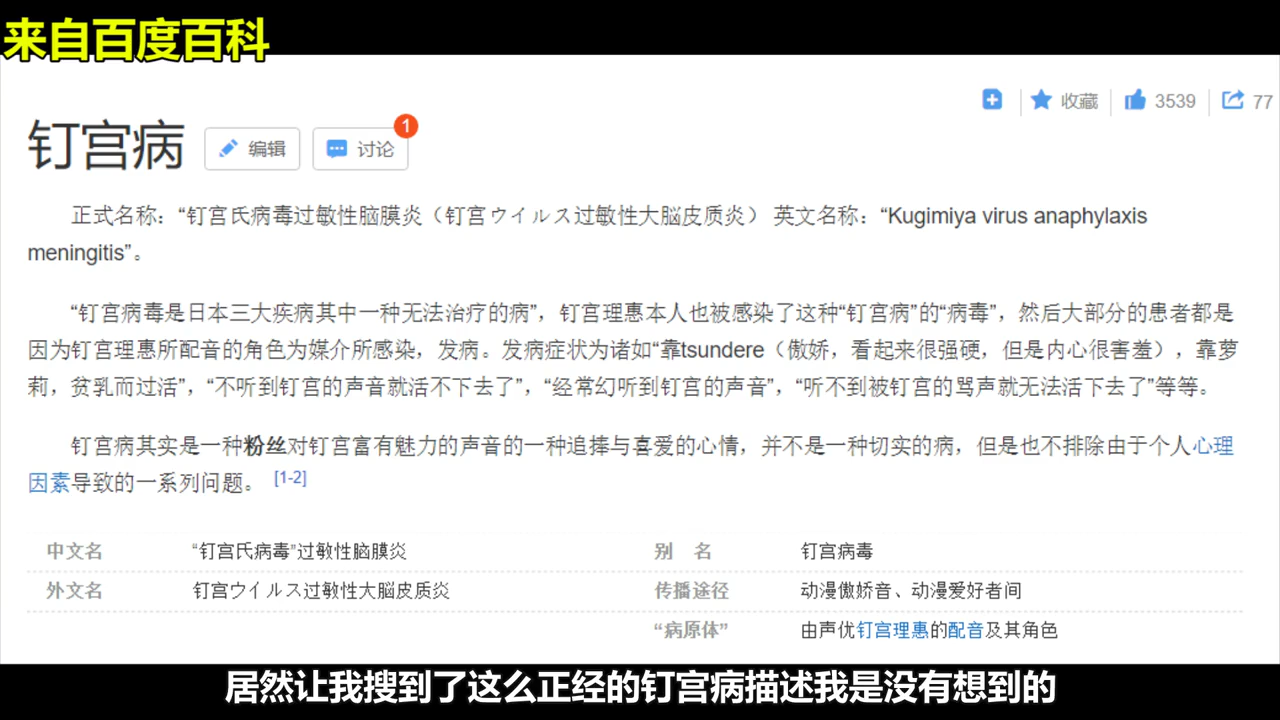 来自百度百科
收藏 3539 77
钉宫病 编辑 讨论 1
正式名称：“钉宫氏病毒过敏性脑膜炎（钉宫ウイルス过敏性大脳皮质炎） 英文名称：“Kugimiya virus anaphylaxis
meningitis”。
“钉宫病毒是日本三大疾病其中一种无法治疗的病”，钉宫理惠本人也被感染了这种“钉宫病”的“病毒”，然后大部分的患者都是
因为钉宫理惠所配音的角色为媒介所感染，发病。发病症状为诸如“靠tsundere（傲娇，看起来很强硬，但是内心很害羞），靠萝
莉，贫乳而过活”，“不听到钉宫的声音就活不下去了”，“经常幻听到钉宫的声音”，“听不到被钉宫的骂声就无法活下去了”等等。
钉宫病其实是一种粉丝对钉宫富有魅力的声音的一种追捧与喜爱的心情，并不是一种切实的病，但是也不排除由于个人心理
因素导致的一系列问题。 [1-2]
中文名 “钉宫氏病毒”过敏性脑膜炎 别 名 钉宫病毒
外文名 钉宫ウイルス过敏性大脳皮质炎 传播途径 动漫傲娇音、动漫爱好者间
“病原体” 由声优钉宫理惠的配音及其角色
居然让我搜到了这么正经的钉宫病描述我是没有想到的